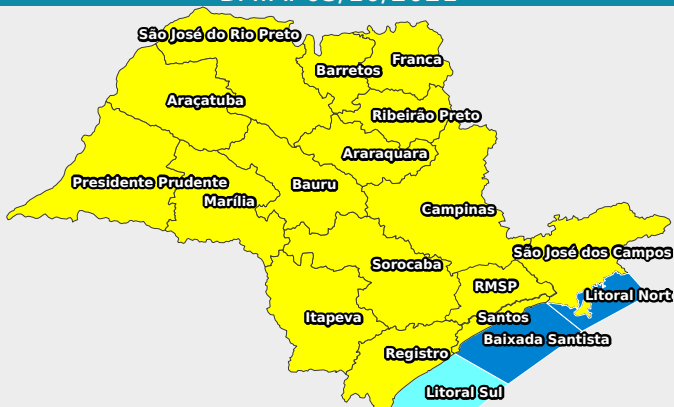 São José do Rio Preto
Franca
Barretos
Araçatuba
Ribeirão Preto
Araraquara
Presidente Prudente
Bauru
Marília
Campinas
São José dos Campos
Sorocaba
RMSP
Litoral Nort
Itapeva
Santos
Baixada Santista
Registro
Litoral Sul